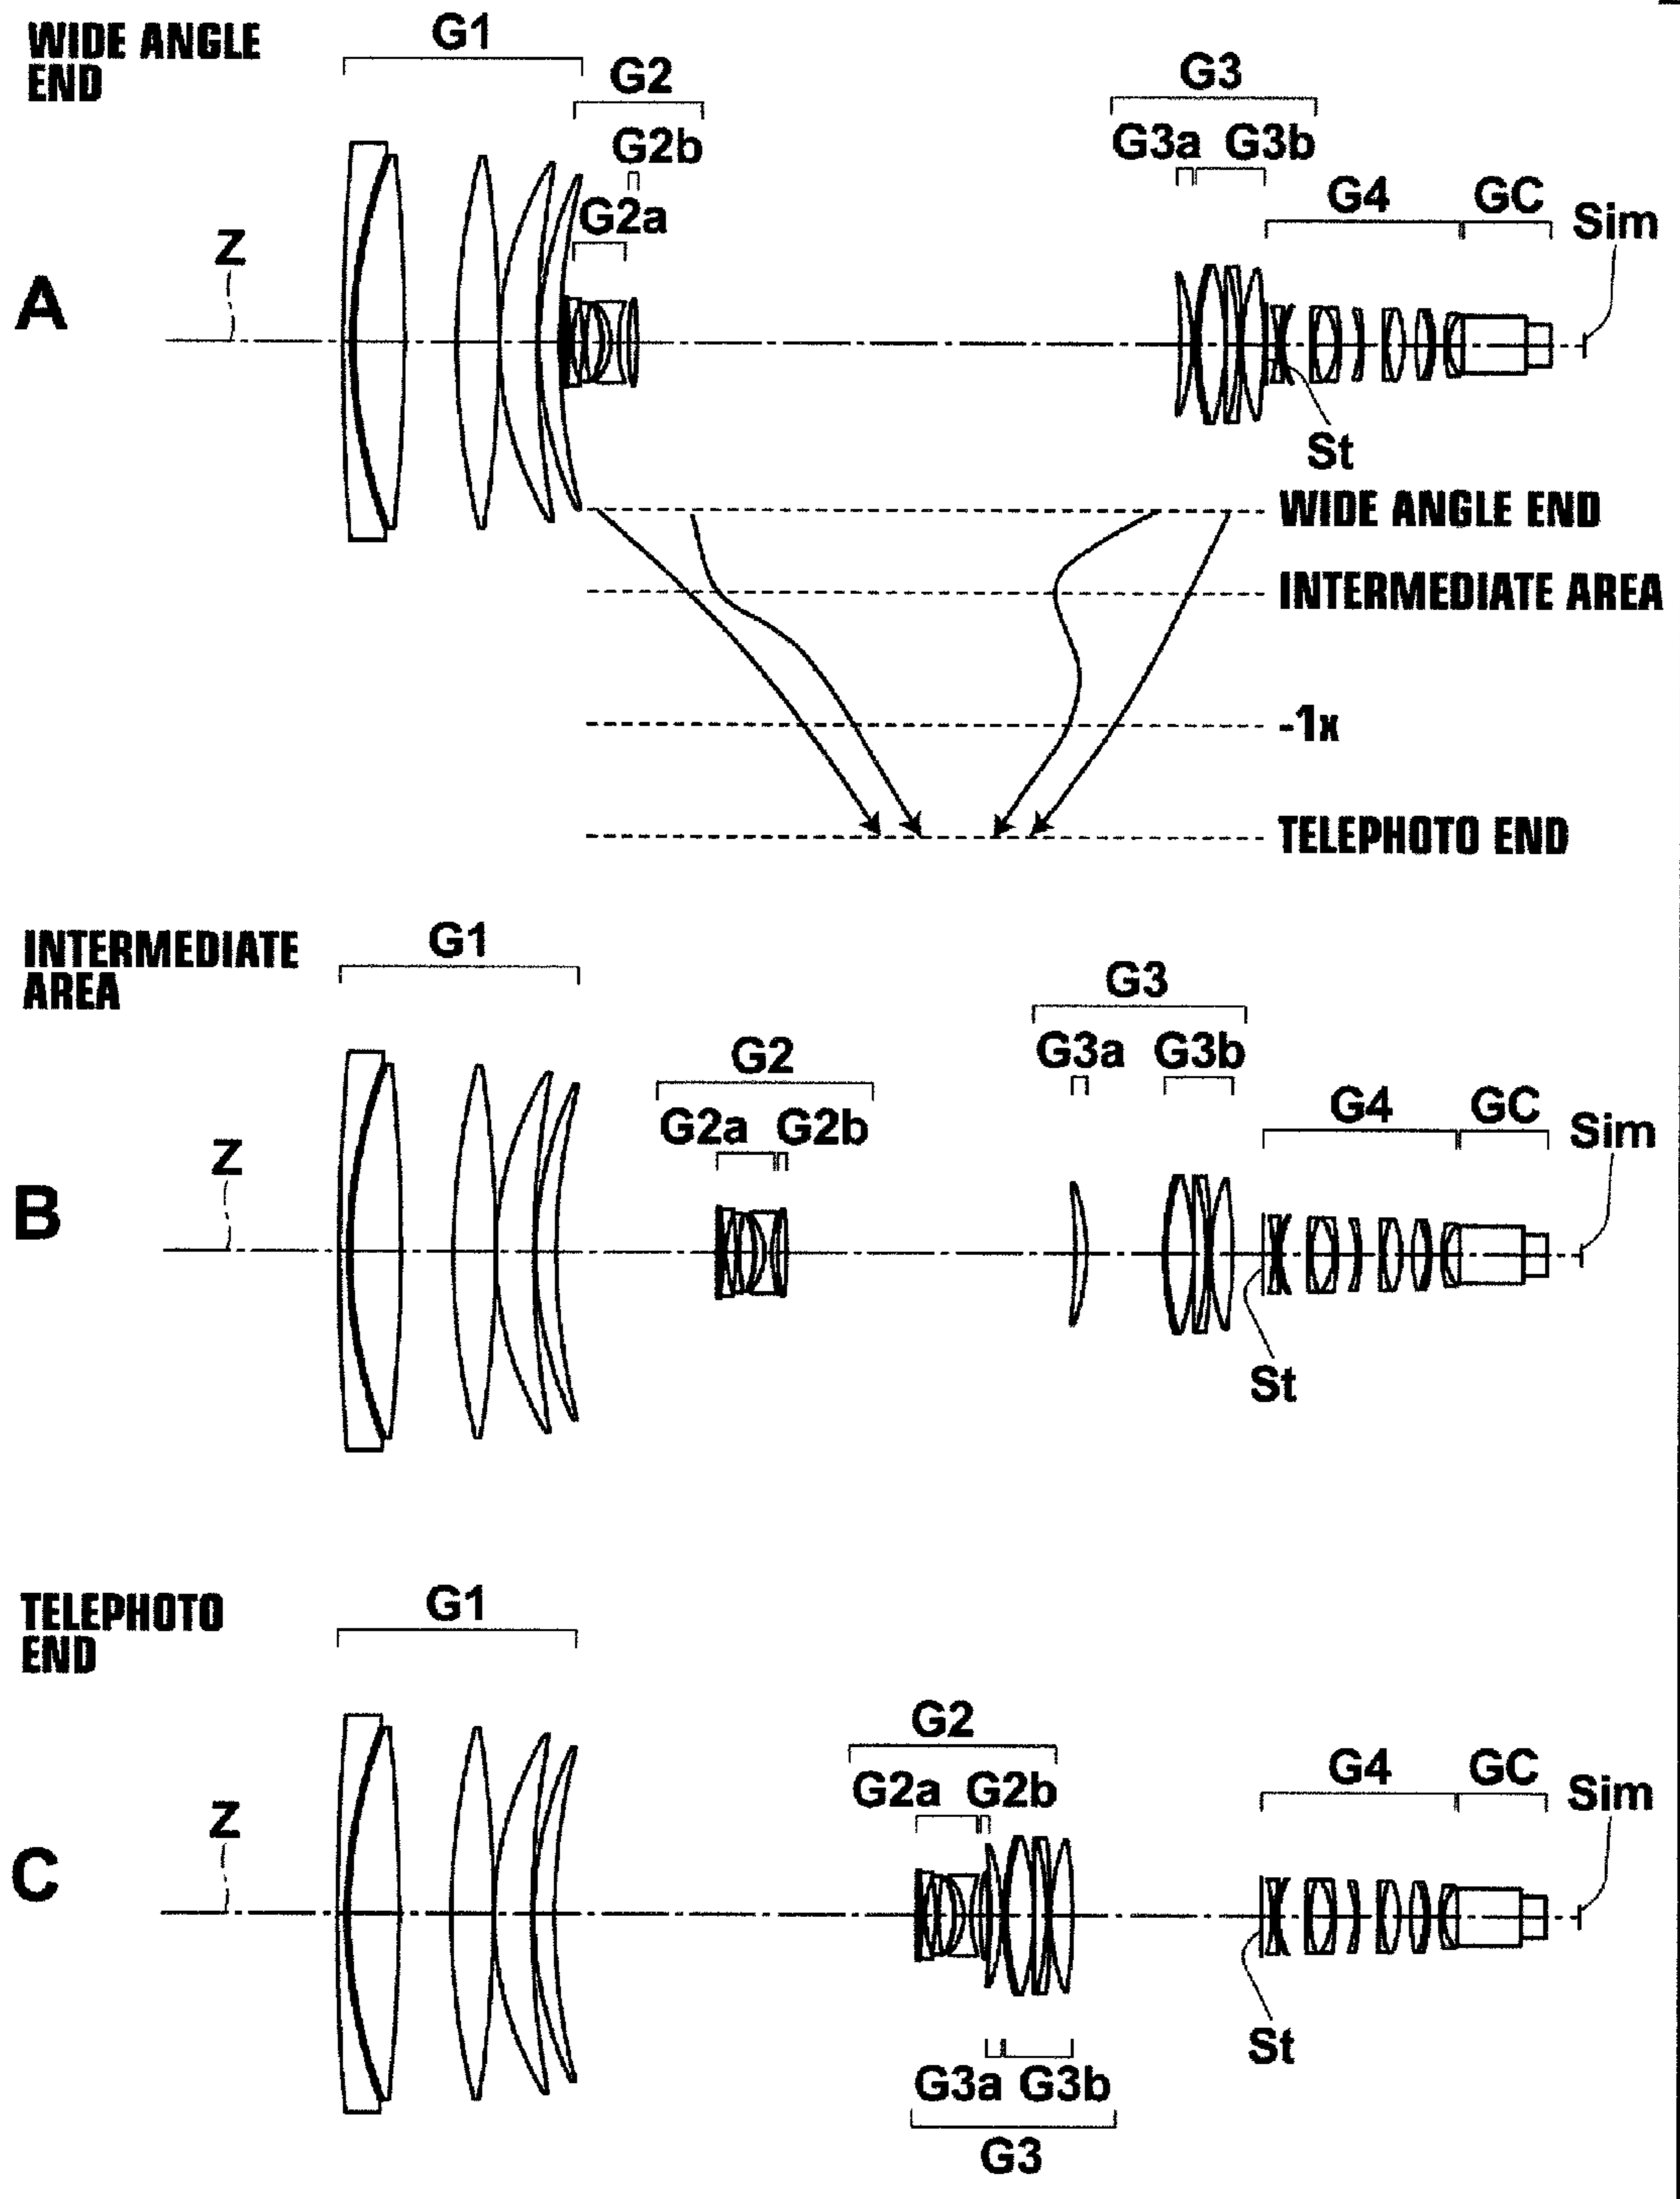 WIDE ANGLE
END
G1
G2
G2b
G2a
G3
G3a G3b
G4 GC
Sim
Z
A
St
WIDE ANGLE END
INTERMEDIATE AREA
-1x
TELEPHOTO END
INTERMEDIATE
AREA
G1
G2
G2a G2b
G3
G3a G3b
G4 GC
Sim
Z
B
St
TELEPHOTO
END
G1
G2
G2a G2b
G4 GC
Sim
Z
C
St
G3a G3b
G3